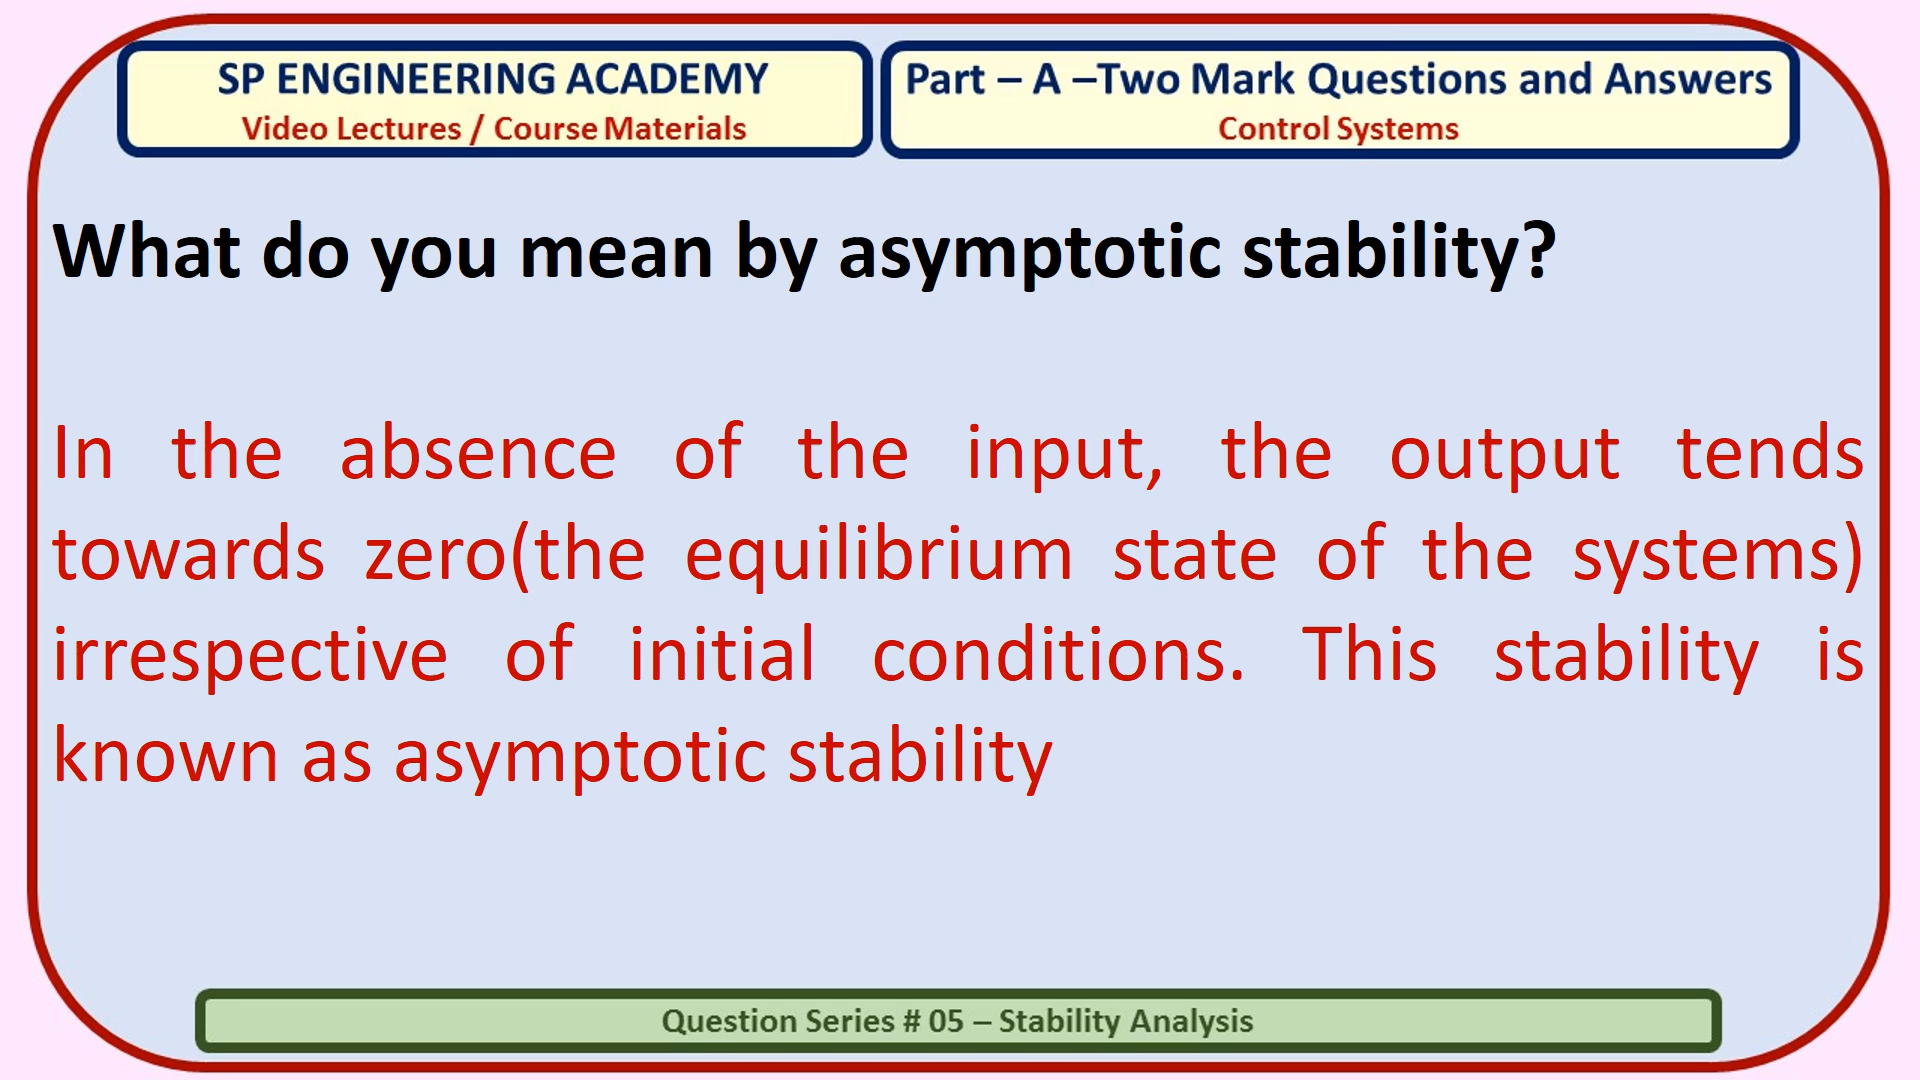 SP ENGINEERING ACADEMY
Video Lectures / Course Materials
Part – A –Two Mark Questions and Answers
Control Systems
What do you mean by asymptotic stability?
In the absence of the input, the output tends
towards zero(the equilibrium state of the systems)
irrespective of initial conditions. This stability is
known as asymptotic stability
Question Series # 05 – Stability Analysis